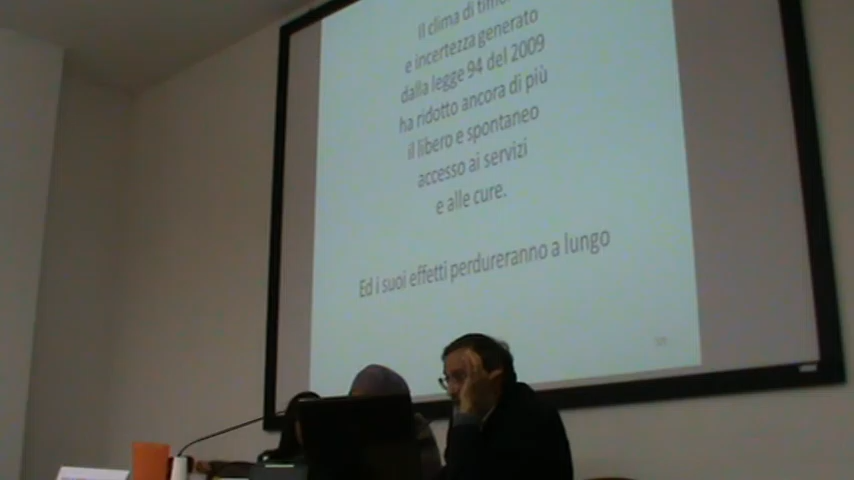 Il clima di
e incertezza generato
dalla legge 94 del 2009
ha ridotto ancora di più
il libero e spontaneo
accesso ai servizi
e alle cure.
Ed i suoi effetti perdureranno a lungo